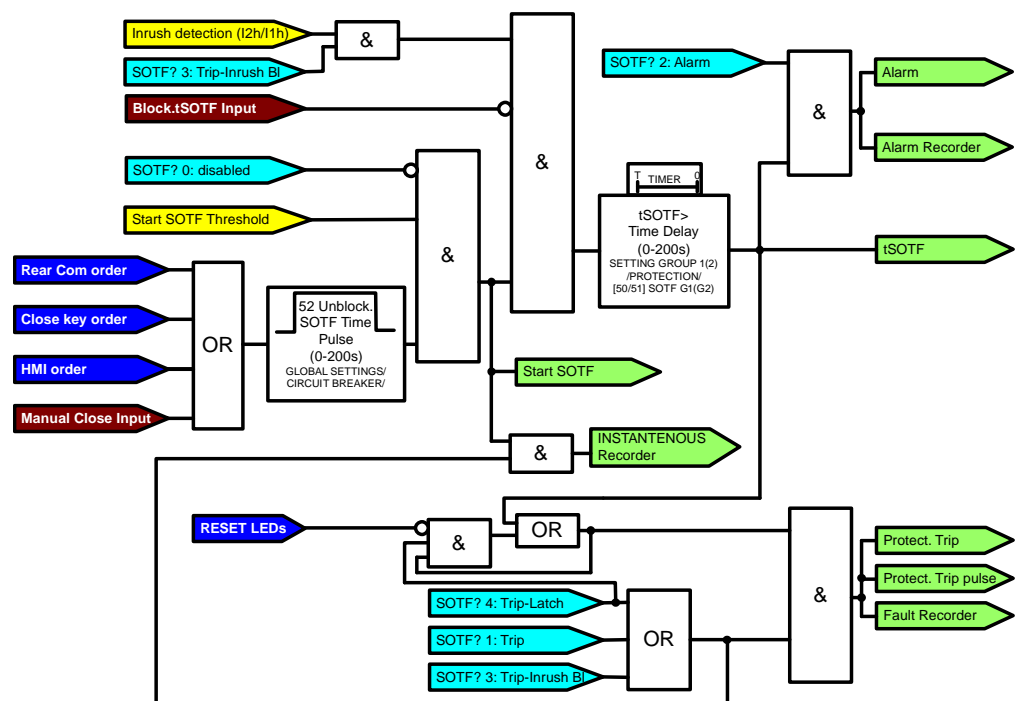 Inrush detection (I2h/I1h)
&
SOTF? 3: Trip-Inrush Bl
Block.tSOTF Input
&
SOTF? 0: disabled
Start SOTF Threshold
&
Rear Com order
Close key order
HMI order
Manual Close Input
OR
52 Unblock.
SOTF Time
Pulse
(0-200s)
GLOBAL SETTINGS/
CIRCUIT BREAKER/
T TIMER 0
tSOTF>
Time Delay
(0-200s)
SETTING GROUP 1(2)
/PROTECTION/
[50/51] SOTF G1(G2)
SOTF? 2: Alarm
&
Alarm
Alarm Recorder
tSOTF
Start SOTF
&
INSTANTENOUS
Recorder
RESET LEDs
&
OR
SOTF? 4: Trip-Latch
SOTF? 1: Trip
SOTF? 3: Trip-Inrush Bl
OR
&
Protect. Trip
Protect. Trip pulse
Fault Recorder